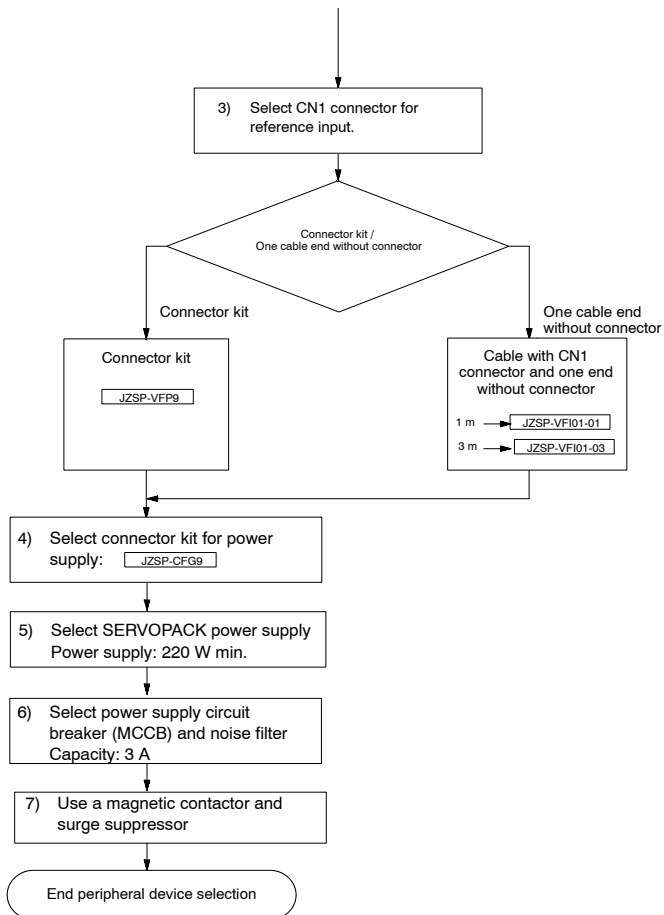 3) Select CN1 connector for
reference input.
Connector kit /
One cable end without connector
Connector kit
One cable end
without connector
Connector kit
JZSP-VFP9
Cable with CN1
connector and one end
without connector
1 m JZSP-VFI01-01
3 m JZSP-VFI01-03
4) Select connector kit for power
supply: JZSP-CFG9
5) Select SERVOPACK power supply
Power supply: 220 W min.
6) Select power supply circuit
breaker (MCCB) and noise filter
Capacity: 3 A
7) Use a magnetic contactor and
surge suppressor
End peripheral device selection